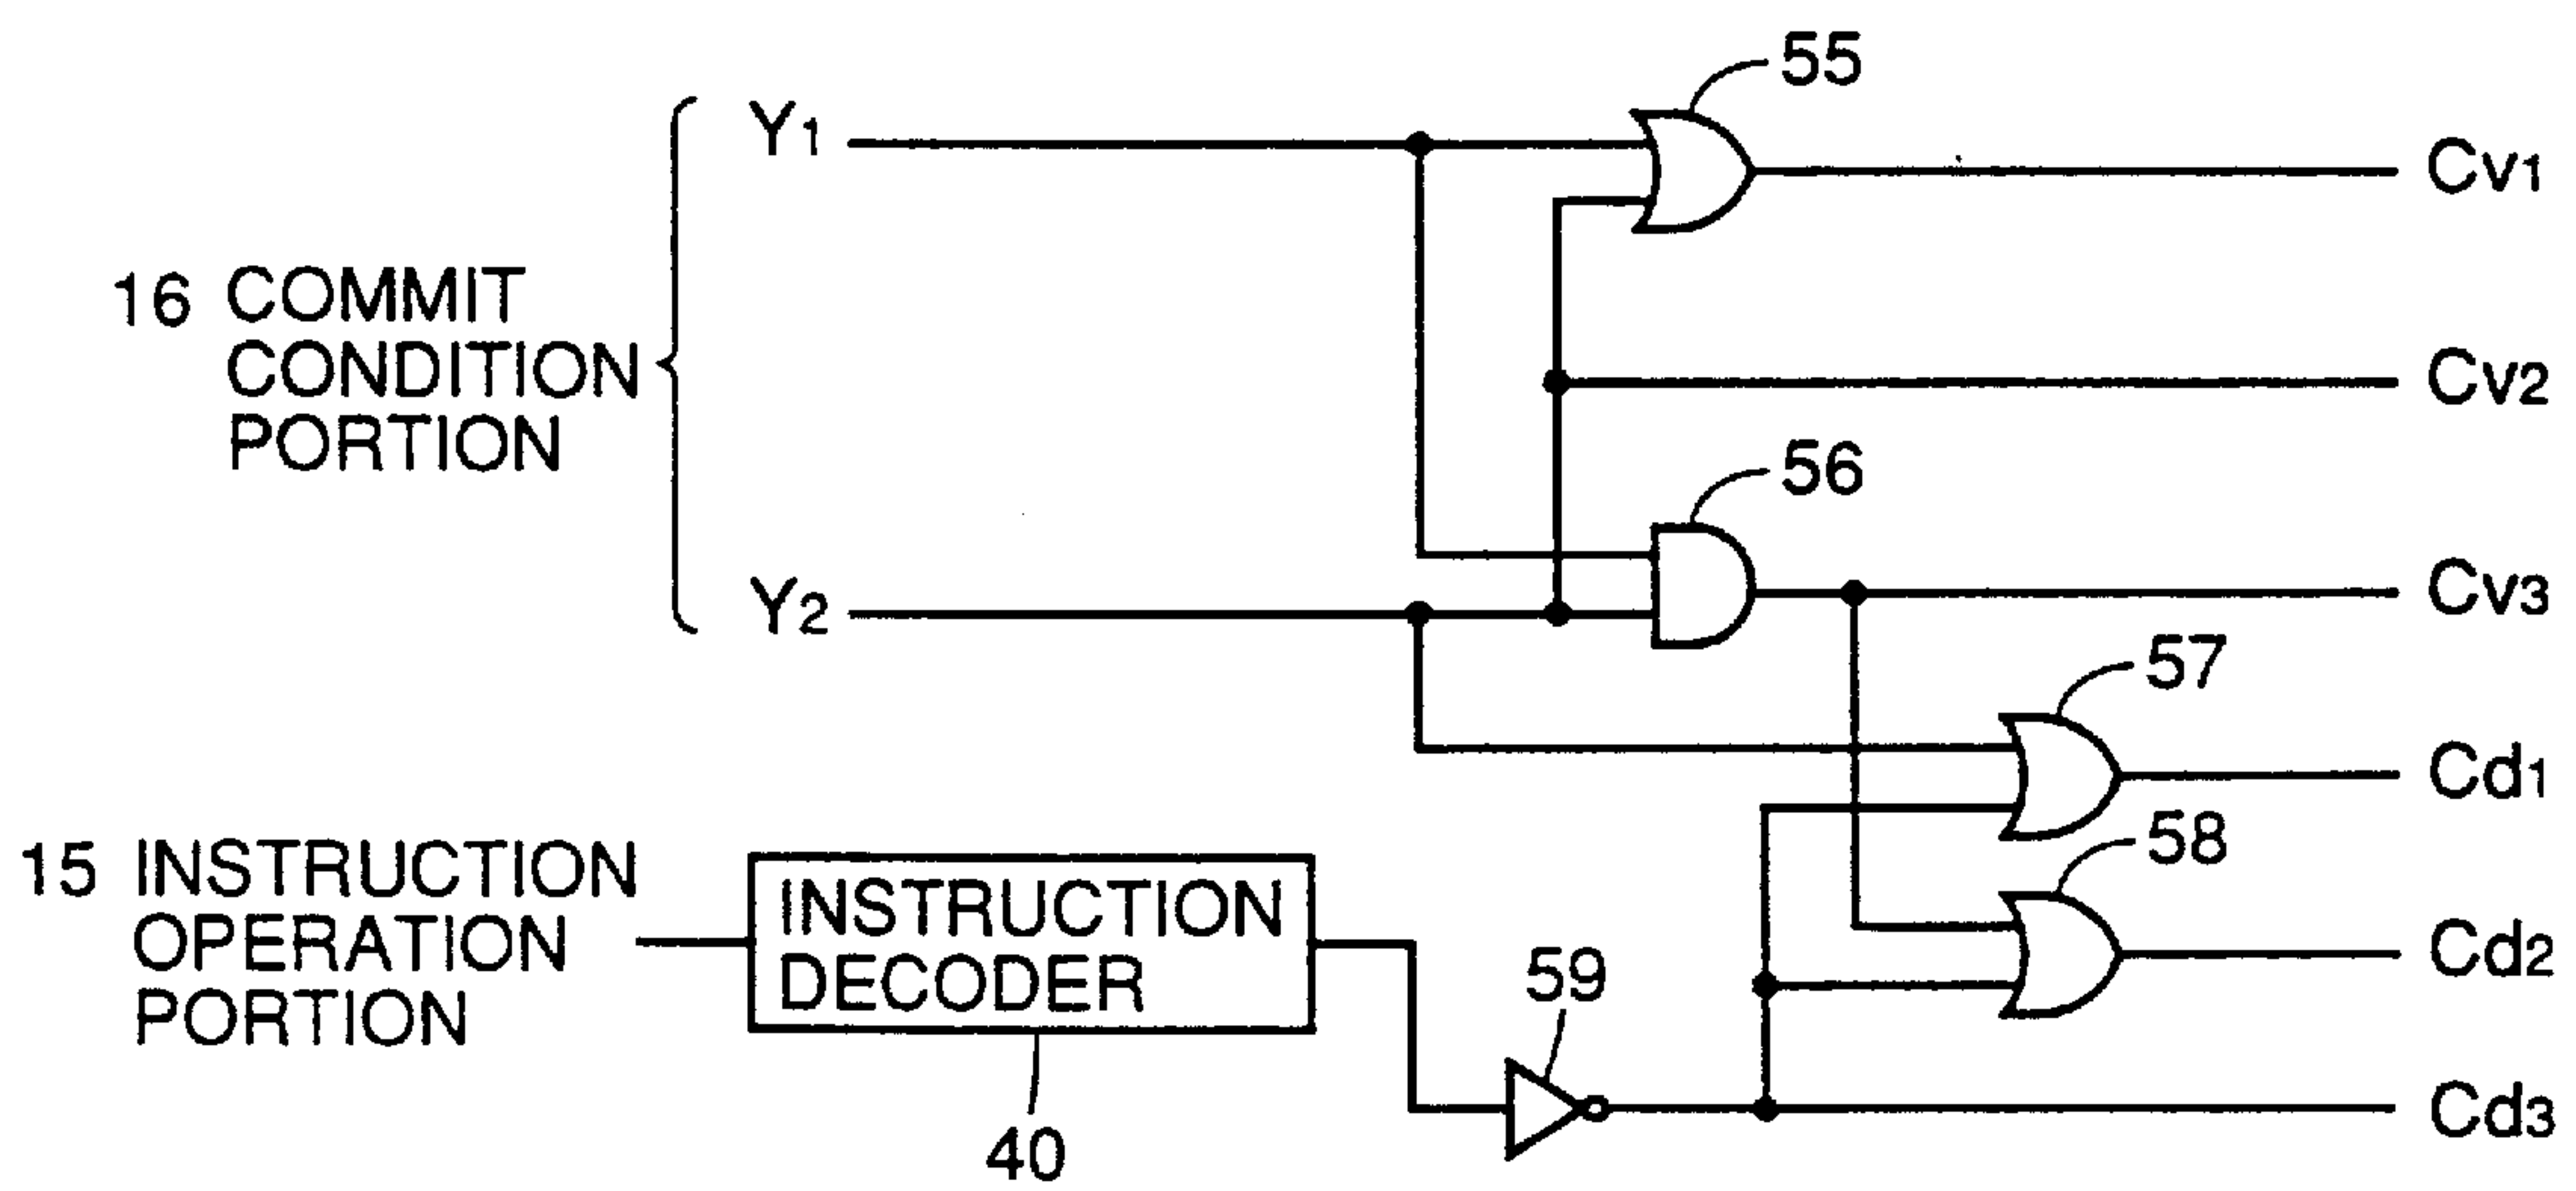 55
Y1
Cv1
16 COMMIT
CONDITION
PORTION
Cv2
56
Y2
Cv3
57
Cd1
15 INSTRUCTION
OPERATION
PORTION
INSTRUCTION
DECODER
58
Cd2
59
40
Cd3